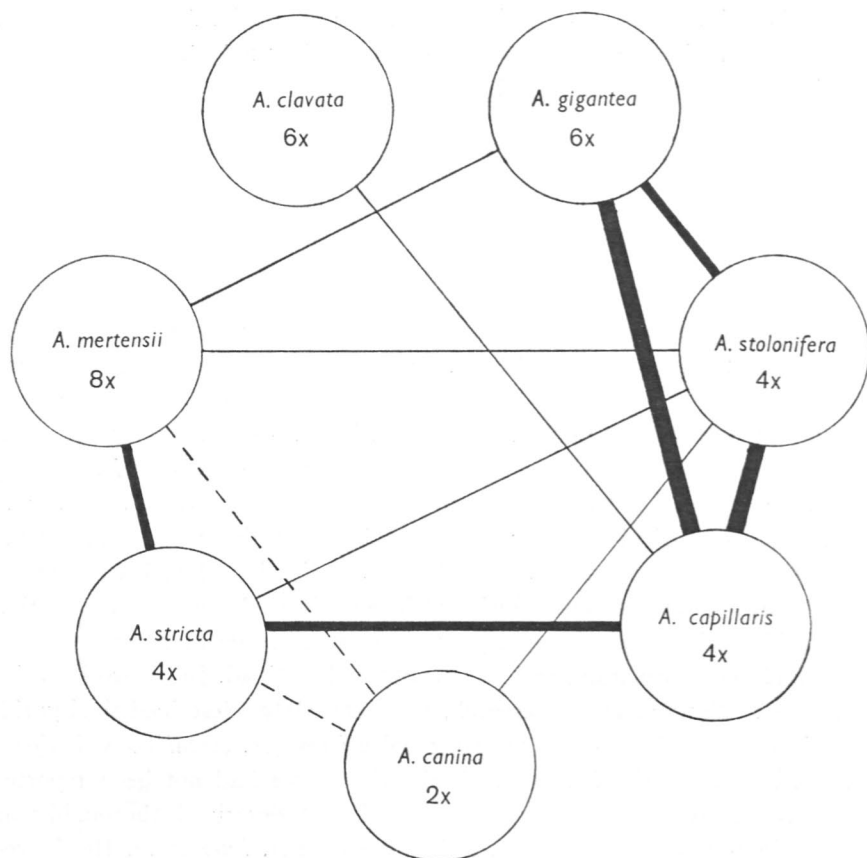 A. clavata
6x
A. gigantea
6x
A. mertensii
8x
A. stolonifera
4x
A. stricta
4x
A. capillaris
4x
A. canina
2x